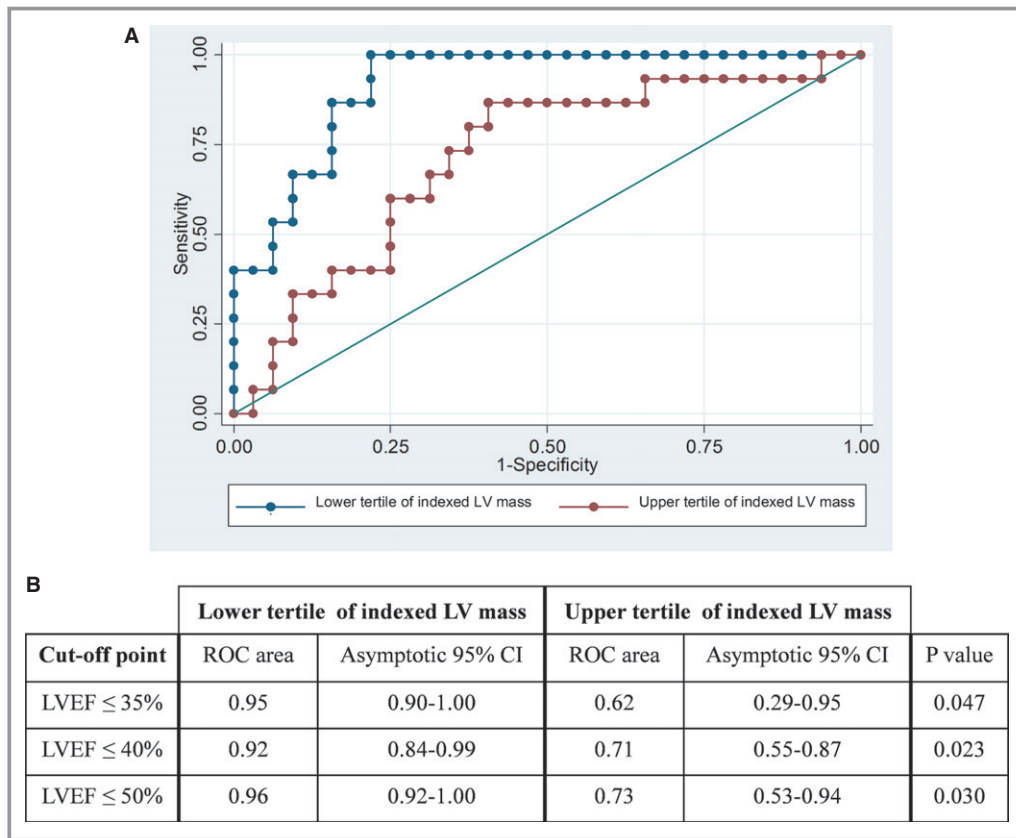 A
Sensitivity
1.00
0.75
0.50
0.25
0.00
0.00 0.25 0.50 0.75 1.00
1-Specificity
Lower tertile of indexed LV mass Upper tertile of indexed LV mass
B
Lower tertile of indexed LV mass Upper tertile of indexed LV mass
Cut-off point ROC area Asymptotic 95% CI ROC area Asymptotic 95% CI P value
LVEF ≤ 35% 0.95 0.90-1.00 0.62 0.29-0.95 0.047
LVEF ≤ 40% 0.92 0.84-0.99 0.71 0.55-0.87 0.023
LVEF ≤ 50% 0.96 0.92-1.00 0.73 0.53-0.94 0.030